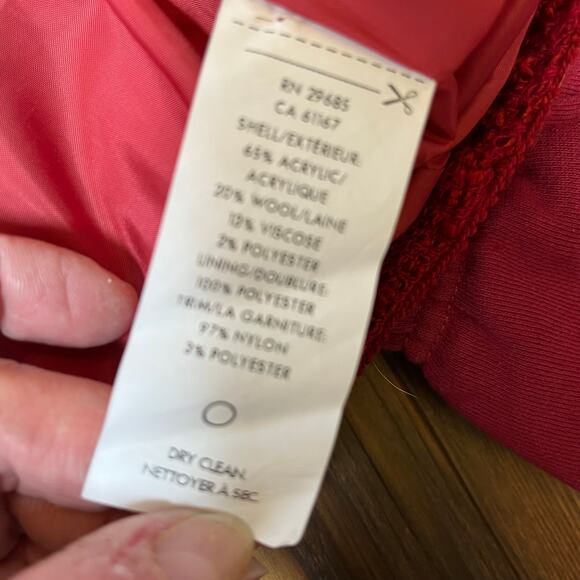 RN 29685
CA 61167
SHELL/EXTÉRIEUR:
65% ACRYLIC/
ACRYLIQUE
20% WOOL/LAINE
13% VISCOSE
2% POLYESTER
LINING/DOUBLURE:
100% POLYESTER
TRIM/LA GARNITURE:
97% NYLON
3% POLYESTER
DRY CLEAN.
NETTOYER À SEC.